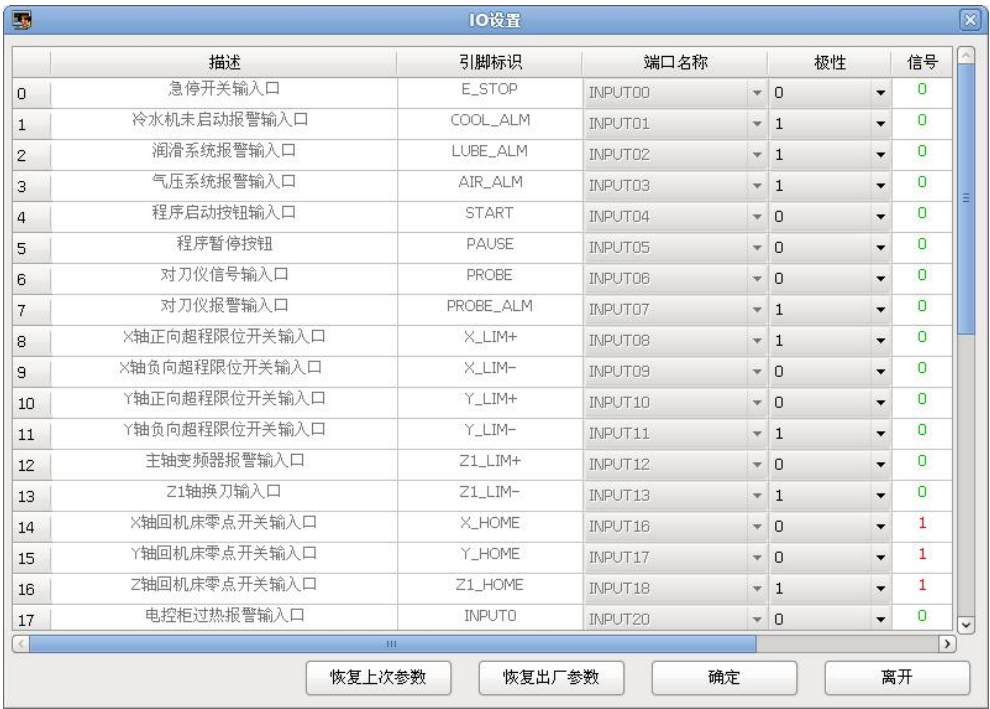 IO设置
描述 引脚标识 端口名称 极性 信号
0 急停开关输入口 E_STOP INPUT00 0 0
1 冷水机未启动报警输入口 COOL_ALM INPUT01 1 0
2 润滑系统报警输入口 LUBE_ALM INPUT02 1 0
3 气压系统报警输入口 AIR_ALM INPUT03 1 0
4 程序启动按钮输入口 START INPUT04 0 0
5 程序暂停按钮 PAUSE INPUT05 0 0
6 对刀仪信号输入口 PROBE INPUT06 0 0
7 对刀仪报警输入口 PROBE_ALM INPUT07 1 0
8 X轴正向超程限位开关输入口 X_LIM+ INPUT08 1 0
9 X轴负向超程限位开关输入口 X_LIM- INPUT09 0 0
10 Y轴正向超程限位开关输入口 Y_LIM+ INPUT10 0 0
11 Y轴负向超程限位开关输入口 Y_LIM- INPUT11 1 0
12 主轴变频器报警输入口 Z1_LIM+ INPUT12 0 0
13 Z1轴换刀输入口 Z1_LIM- INPUT13 1 0
14 X轴回机床零点开关输入口 X_HOME INPUT16 0 1
15 Y轴回机床零点开关输入口 Y_HOME INPUT17 0 1
16 Z轴回机床零点开关输入口 Z1_HOME INPUT18 1 1
17 电控柜过热报警输入口 INPUT0 INPUT20 0 0
恢复上次参数 恢复出厂参数 确定 离开